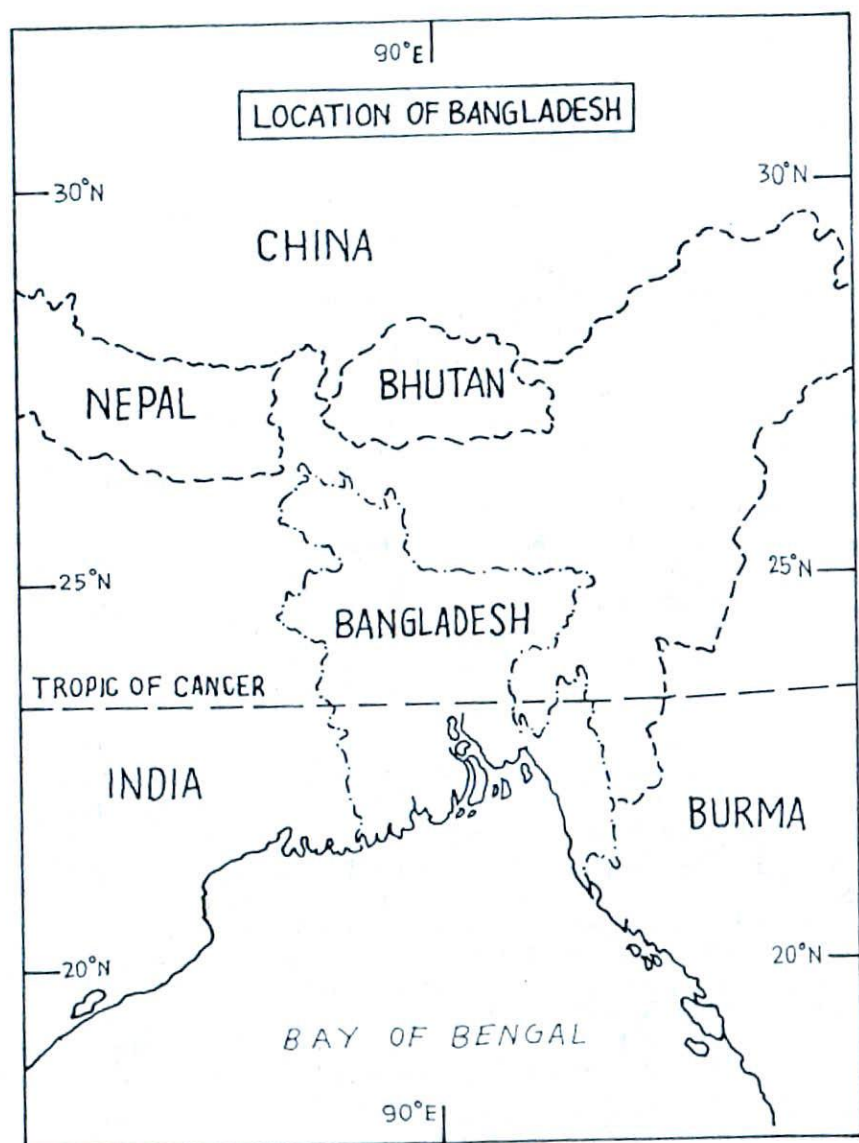 90°E
LOCATION OF BANGLADESH
30°N
30°N
CHINA
NEPAL
BHUTAN
25°N
25°N
BANGLADESH
TROPIC OF CANCER
INDIA
BURMA
20°N
20°N
BAY OF BENGAL
90°E